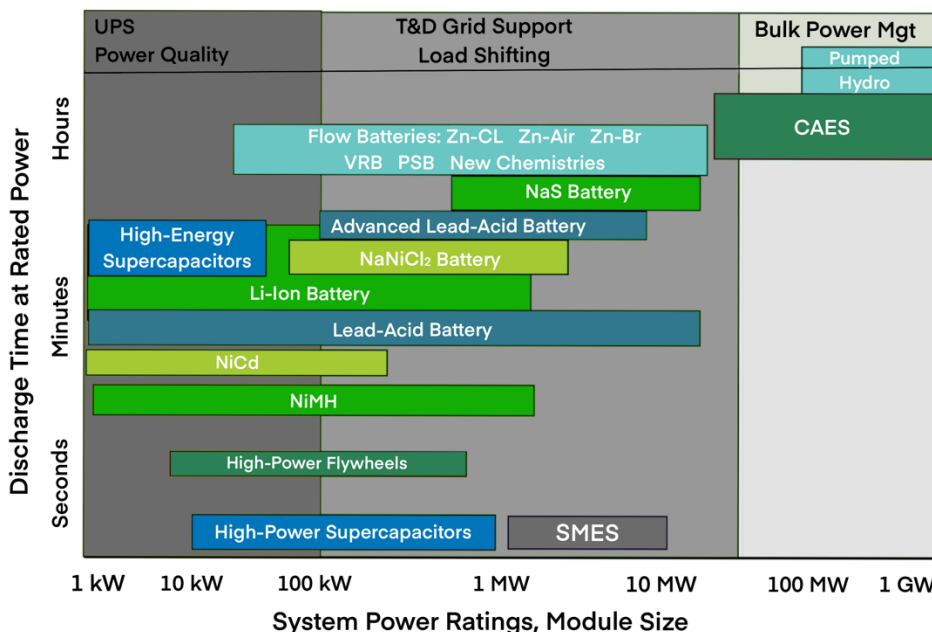 UPS
Power Quality
T&D Grid Support
Load Shifting
Bulk Power Mgt
Pumped
Hydro
CAES
Flow Batteries: Zn-CL Zn-Air Zn-Br
VRB PSB New Chemistries
NaS Battery
Advanced Lead-Acid Battery
High-Energy
Supercapacitors
NaNiCl₂ Battery
Li-Ion Battery
Lead-Acid Battery
NiCd
NiMH
High-Power Flywheels
High-Power Supercapacitors
SMES
Discharge Time at Rated Power
Hours
Minutes
Seconds
1 kW 10 kW 100 kW 1 MW 10 MW 100 MW 1 GW
System Power Ratings, Module Size